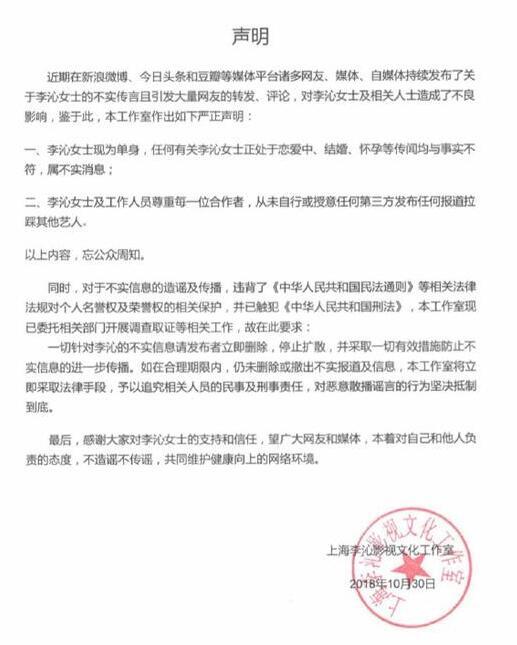 声明
近期在新浪微博、今日头条和豆瓣等媒体平台诸多网友、媒体、自媒体持续发布了关
于李沁女士的不实传言且引发大量网友的转发、评论，对李沁女士及相关人士造成了不良
影响，鉴于此，本工作室作出如下严正声明：
一、李沁女士现为单身，任何有关李沁女士正处于恋爱中、结婚、怀孕等传闻均与事实不
符，属不实消息；
二、李沁女士及工作人员尊重每一位合作者，从未自行或授意任何第三方发布任何报道拉
踩其他艺人。
以上内容，忘公众周知。
同时，对于不实信息的造谣及传播，违背了《中华人民共和国民法通则》等相关法律
法规对个人名誉权及荣誉权的相关保护，并已触犯《中华人民共和国刑法》，本工作室现
已委托相关部门开展调查取证等相关工作，故在此要求：
一切针对李沁的不实信息请发布者立即删除，停止扩散，并采取一切有效措施防止不
实信息的进一步传播。如在合理期限内，仍未删除或撤出不实报道及信息，本工作室将立
即采取法律手段，予以追究相关人员的民事及刑事责任，对恶意散播谣言的行为坚决抵制
到底。
最后，感谢大家对李沁女士的支持和信任，望广大网友和媒体，本着对自己和他人负
责的态度，不造谣不传谣，共同维护健康向上的网络环境。
上海李沁影视文化工作室
2018年10月30日
上海李沁影视文化工作室